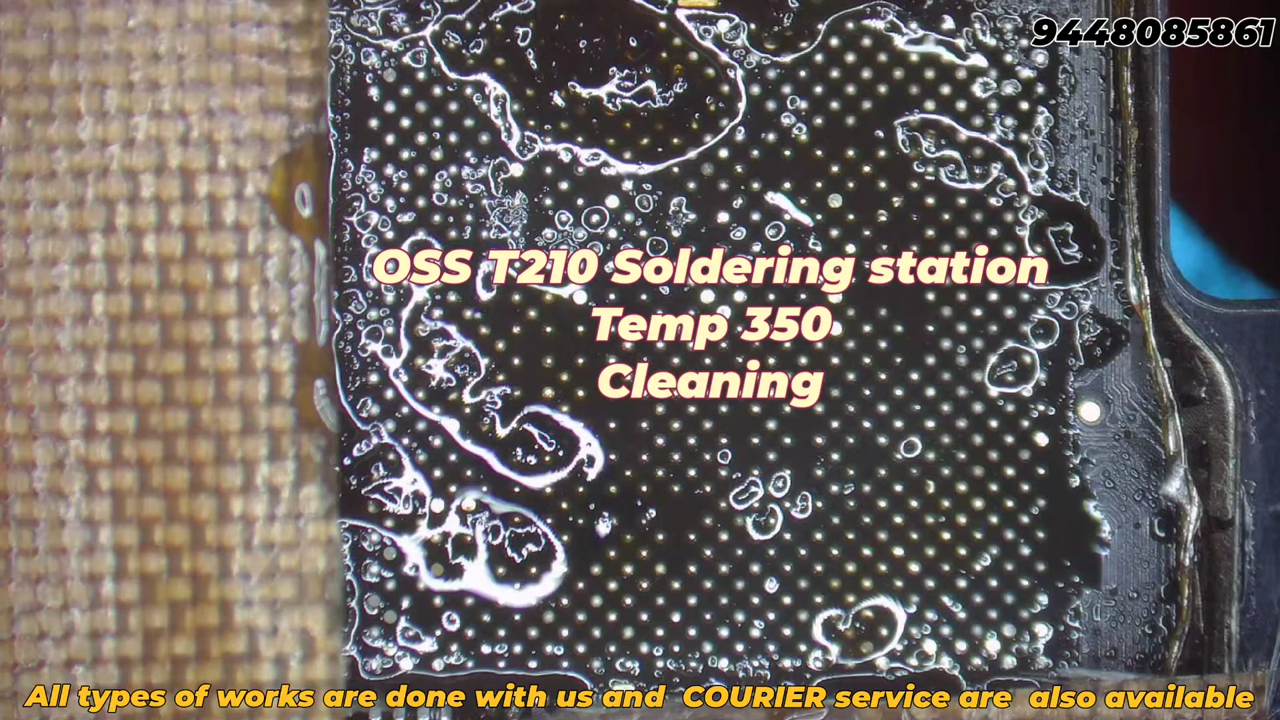 9448085861
OSS T210 Soldering station
Temp 350
Cleaning
All types of works are done with us and COURIER service are also available